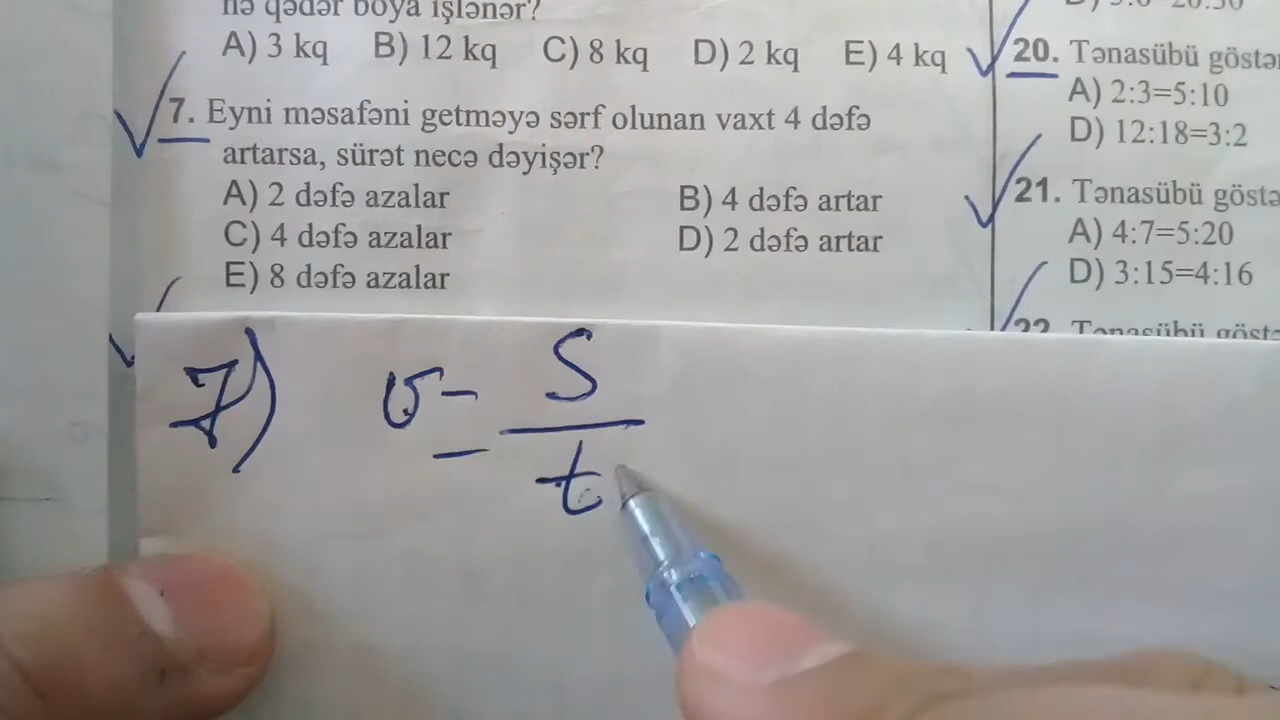 nə qədər boya işlənər?
A) 3 kq B) 12 kq C) 8 kq D) 2 kq E) 4 kq
7. Eyni məsafəni getməyə sərf olunan vaxt 4 dəfə
artarsa, sürət necə dəyişər?
A) 2 dəfə azalar B) 4 dəfə artar
C) 4 dəfə azalar D) 2 dəfə artar
E) 8 dəfə azalar
20. Tənasübü göstə
A) 2:3=5:10
D) 12:18=3:2
21. Tənasübü göstə
A) 4:7=5:20
D) 3:15=4:16
22. Tənasübü göstə
7) v = S
t